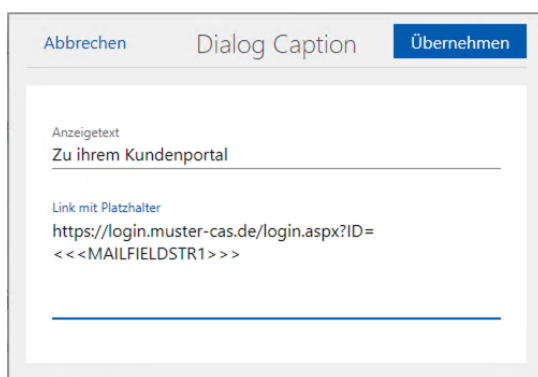 Abbrechen Dialog Caption Übernehmen
Anzeigetext
Zu ihrem Kundenportal
Link mit Platzhalter
https://login.muster-cas.de/login.aspx?ID=
<<<MAILFIELDSTR1>>>